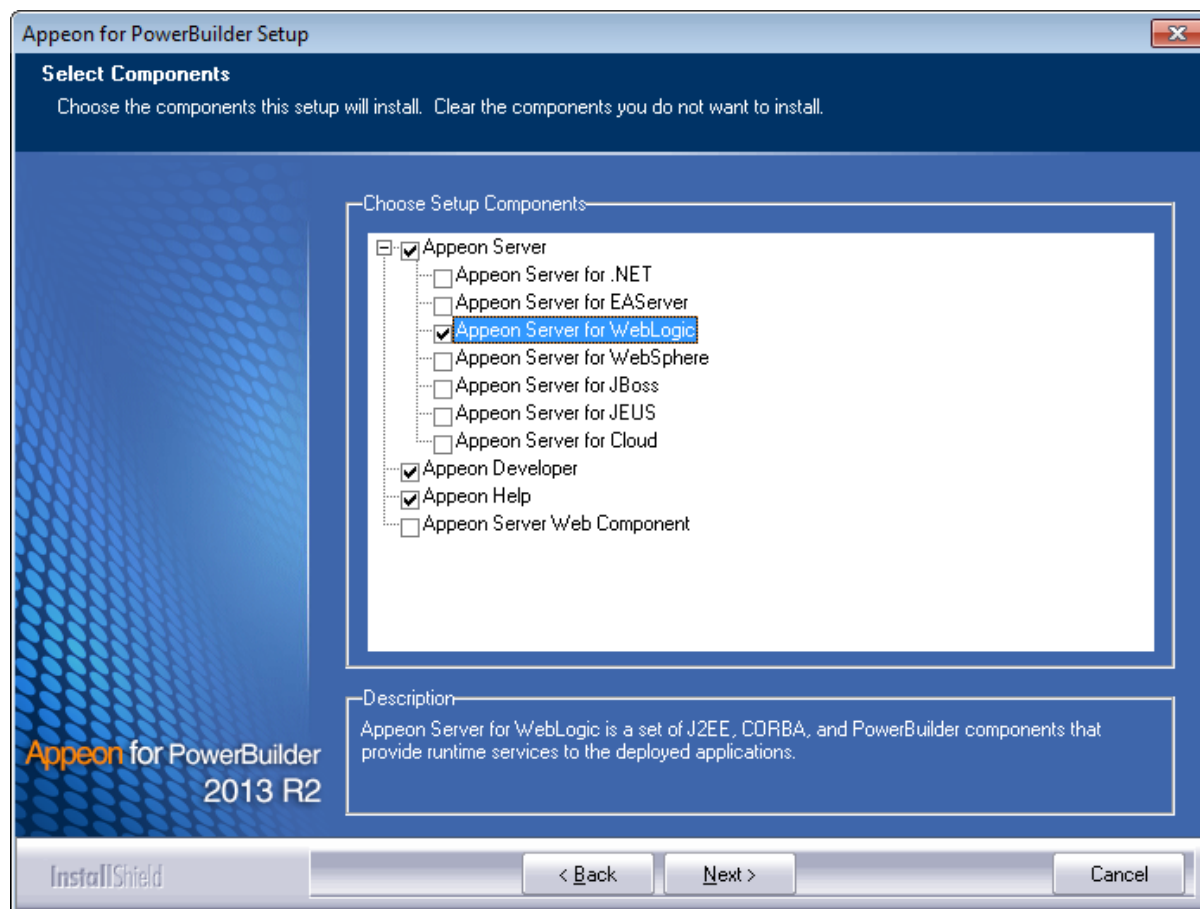 Appeon for PowerBuilder Setup
Select Components
Choose the components this setup will install. Clear the components you do not want to install.
Choose Setup Components
Appeon Server
Appeon Server for .NET
Appeon Server for EAServer
Appeon Server for WebLogic
Appeon Server for WebSphere
Appeon Server for JBoss
Appeon Server for JEUS
Appeon Server for Cloud
Appeon Developer
Appeon Help
Appeon Server Web Component
Description
Appeon Server for WebLogic is a set of J2EE, CORBA, and PowerBuilder components that
provide runtime services to the deployed applications.
Appeon for PowerBuilder
2013 R2
InstallShield
< Back
Next >
Cancel